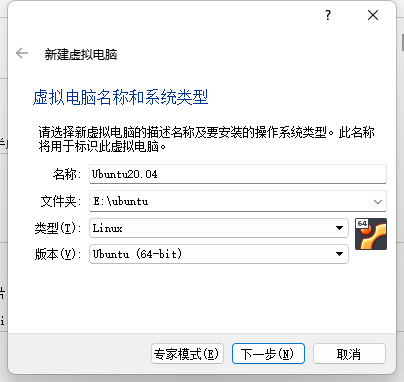 ?
新建虚拟电脑
虚拟电脑名称和系统类型
请选择新虚拟电脑的描述名称及要安装的操作系统类型。此名称
将用于标识此虚拟电脑。
名称: Ubuntu20.04
文件夹: E:\ubuntu
类型(T): Linux
64
版本(V): Ubuntu (64-bit)
专家模式(E) 下一步(N) 取消